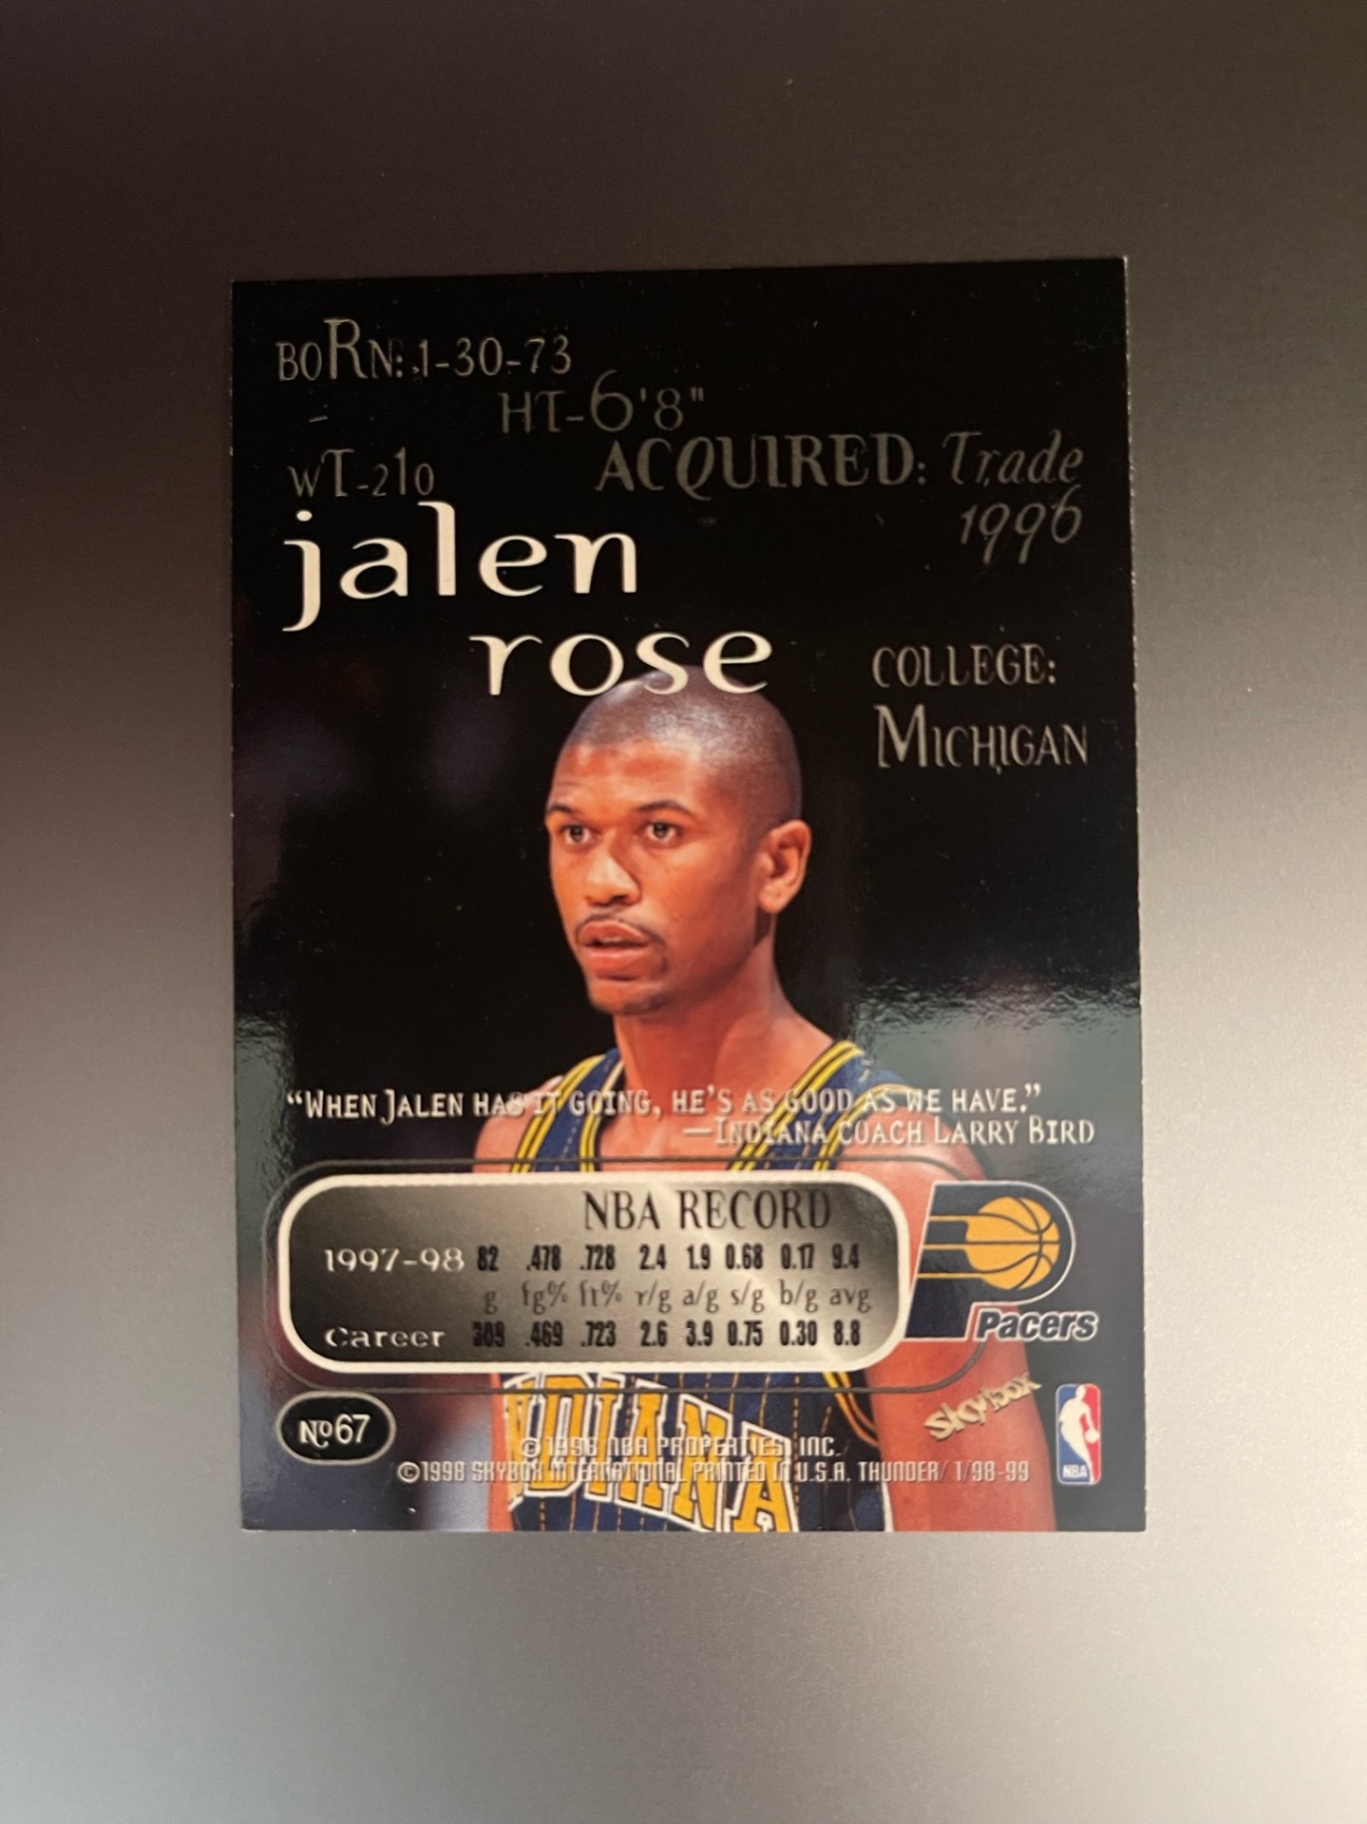 BORN: 1-30-73
HT-6'8"
WT-210
ACQUIRED: Trade
1996
jalen
rose
COLLEGE:
MICHIGAN
“WHEN JALEN HAS IT GOING, HE'S AS GOOD AS WE HAVE.”
—INDIANA COACH LARRY BIRD
NBA RECORD
1997-98 82 .478 .728 2.4 1.9 0.68 0.17 9.4
g fg% ft% r/g a/g s/g b/g avg
Career 309 .469 .723 2.6 3.9 0.75 0.30 8.8
Pacers
skybox
No67
INDIANA
NBA
©1998 NBA PROPERTIES, INC.
©1998 SKYBOX INTERNATIONAL PRINTED IN U.S.A. THUNDER/ 1/98-99